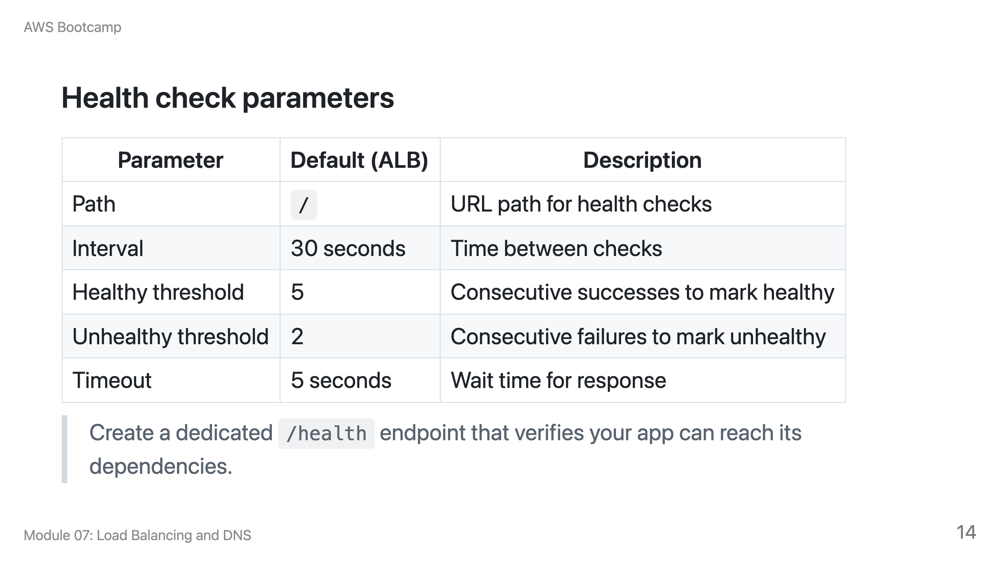 AWS Bootcamp
Health check parameters
Parameter Default (ALB) Description
Path / URL path for health checks
Interval 30 seconds Time between checks
Healthy threshold 5 Consecutive successes to mark healthy
Unhealthy threshold 2 Consecutive failures to mark unhealthy
Timeout 5 seconds Wait time for response
Create a dedicated /health endpoint that verifies your app can reach its
dependencies.
Module 07: Load Balancing and DNS 14